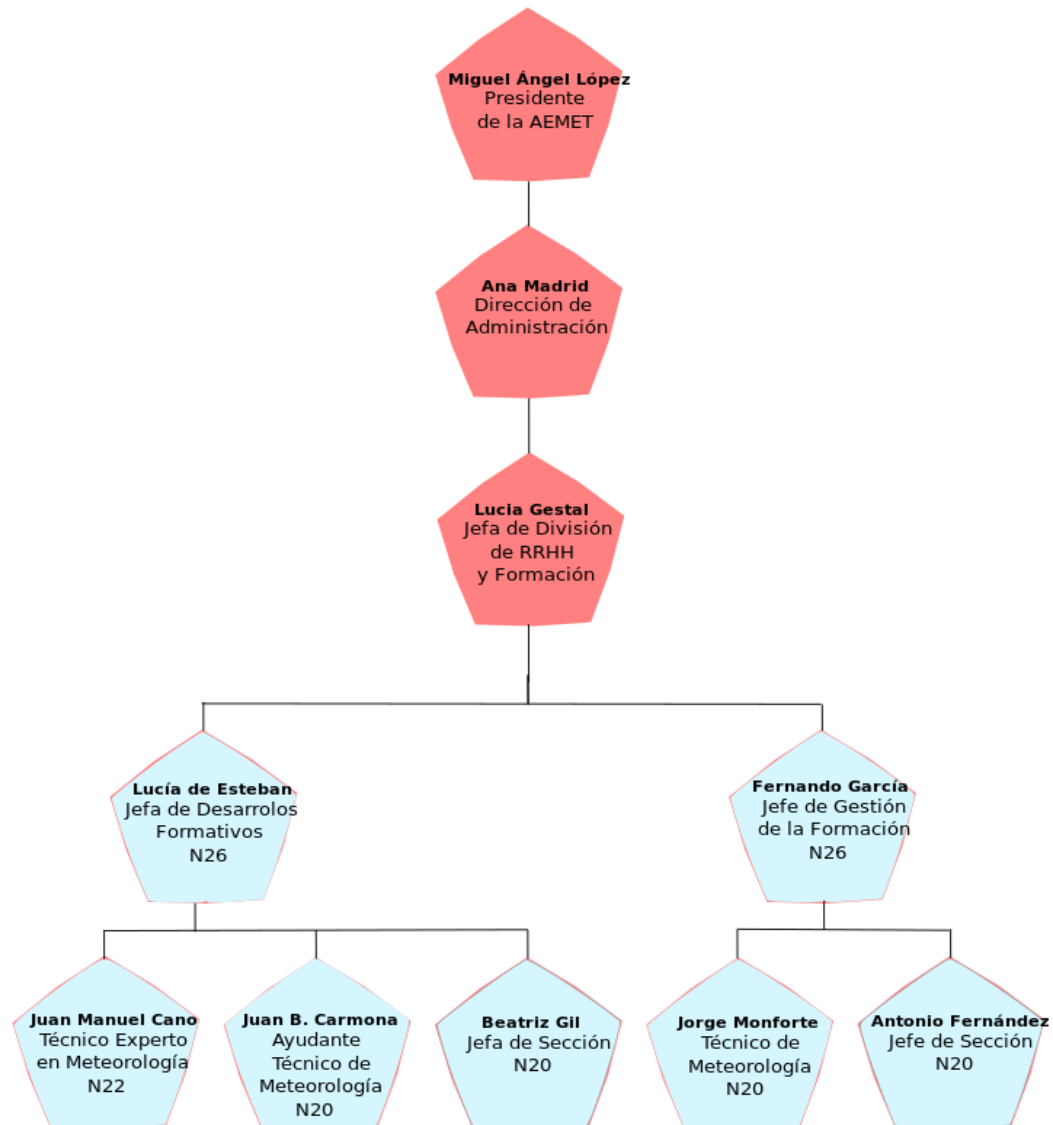 Miguel Ángel López
Presidente
de la AEMET
Ana Madrid
Dirección de
Administración
Lucia Gestal
Jefa de División
de RRHH
y Formación
Lucía de Esteban
Jefa de Desarrolos
Formativos
N26
Fernando García
Jefe de Gestión
de la Formación
N26
Juan Manuel Cano
Técnico Experto
en Meteorología
N22
Juan B. Carmona
Ayudante
Técnico de
Meteorología
N20
Beatriz Gil
Jefa de Sección
N20
Jorge Monforte
Técnico de
Meteorología
N20
Antonio Fernández
Jefe de Sección
N20